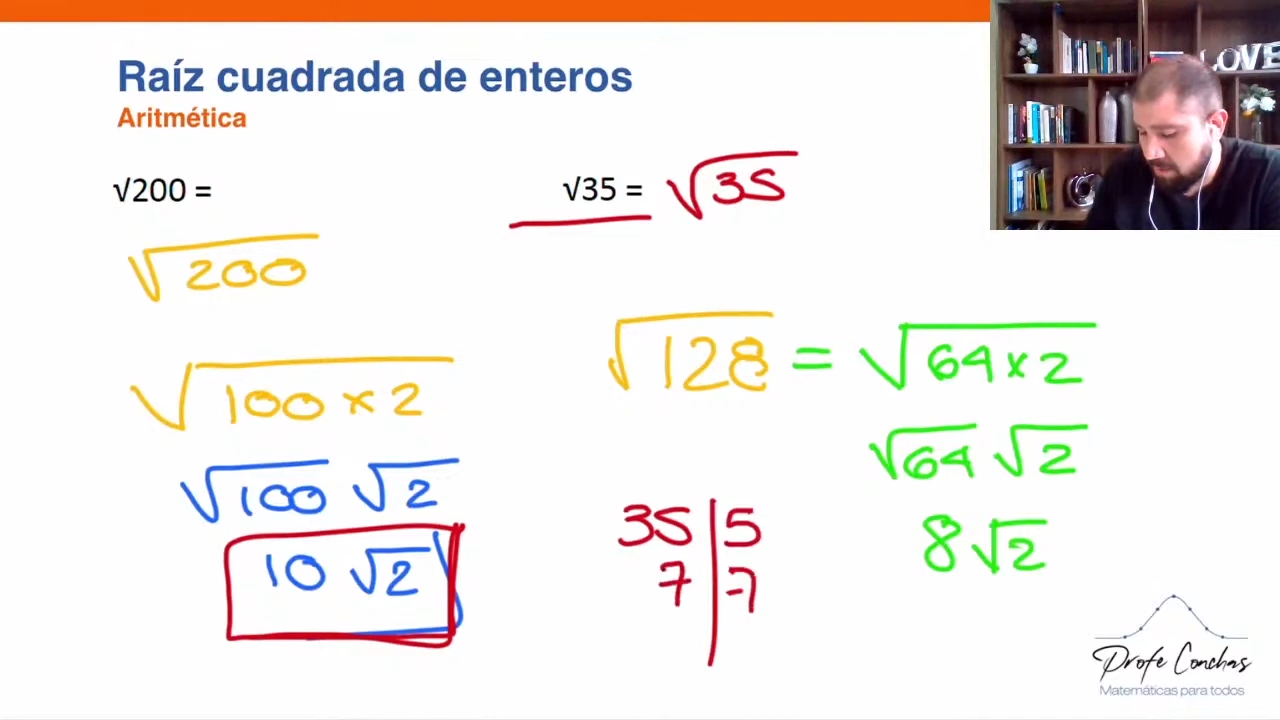 Raíz cuadrada de enteros
Aritmética
√200 =
√35 = √35
√200
√100 × 2
√100 √2
10 √2
√128 = √64 × 2
√64 √2
8 √2
35 | 5
7 | 7
LOVE
Profe Conchas
Matemáticas para todos